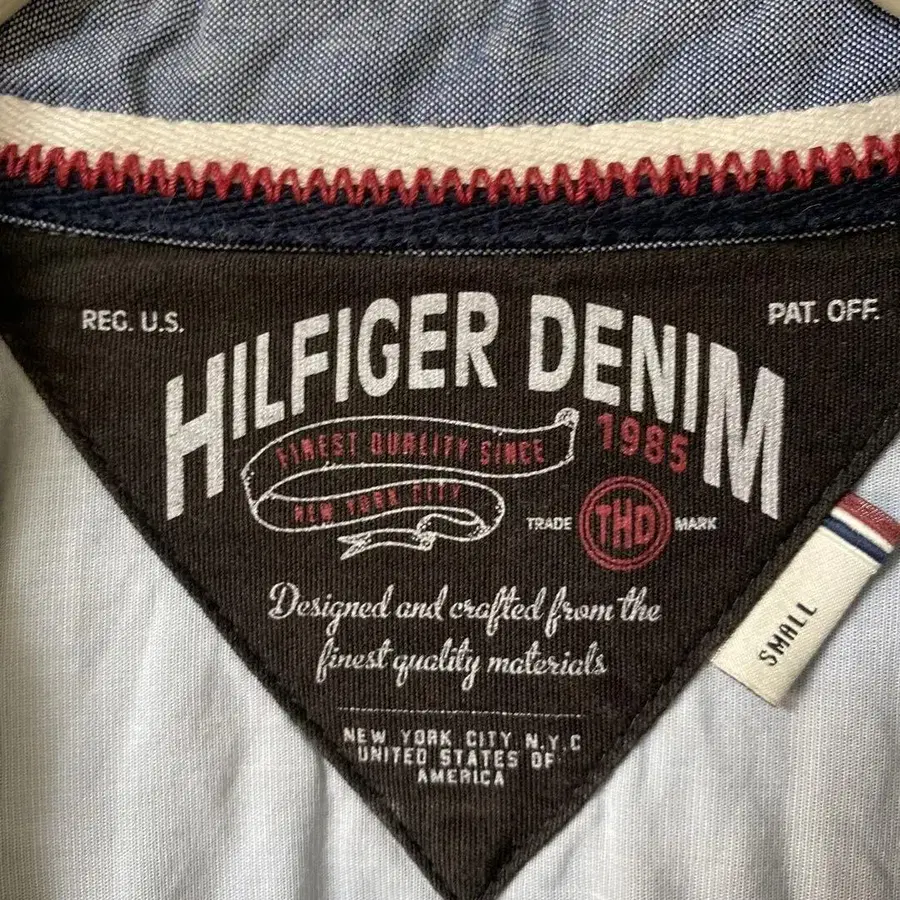 REG. U.S.
PAT. OFF.
HILFIGER DENIM
FINEST QUALITY SINCE
1985
NEW YORK CITY
TRADE THD MARK
Designed and crafted from the
finest quality materials
NEW YORK CITY N.Y.C
UNITED STATES OF
AMERICA
SMALL